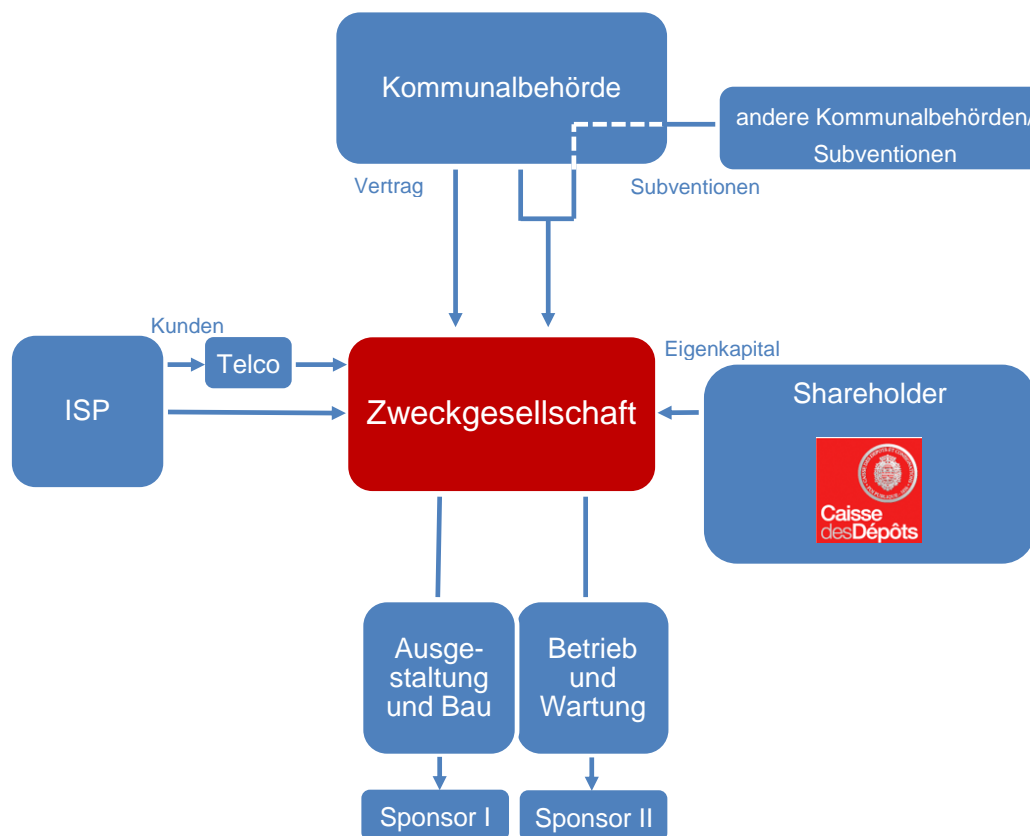 Kommunalbehörde
andere Kommunalbehörden/
Subventionen
Vertrag
Subventionen
Kunden
Telco
ISP
Zweckgesellschaft
Eigenkapital
Shareholder
Caisse
desDépôts
Ausge-
staltung
und Bau
Betrieb
und
Wartung
Sponsor I
Sponsor II